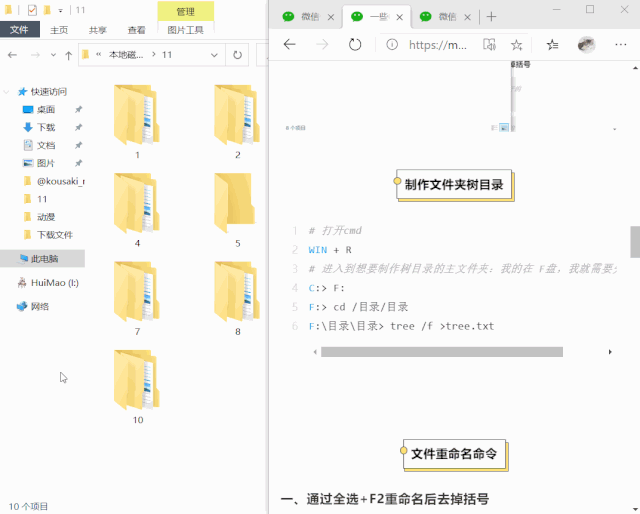 11
管理
文件
主页
共享
查看
图片工具
« 本地磁... › 11
快速访问
桌面
下载
文档
图片
@kousaki_r
11
动漫
下载文件
此电脑
HuiMao (I:)
网络
1
2
4
5
7
8
10
10 个项目
微信
一些
微信
https://m...
掉括号
制作文件夹树目录
1 # 打开cmd
2 WIN + R
3 # 进入到想要制作树目录的主文件夹，我的在 F盘，我就需要
4 C:> F:
5 F:> cd /目录/目录
6 F:\目录\目录> tree /f >tree.txt
文件重命名命令
一、通过全选+F2重命名后去掉括号